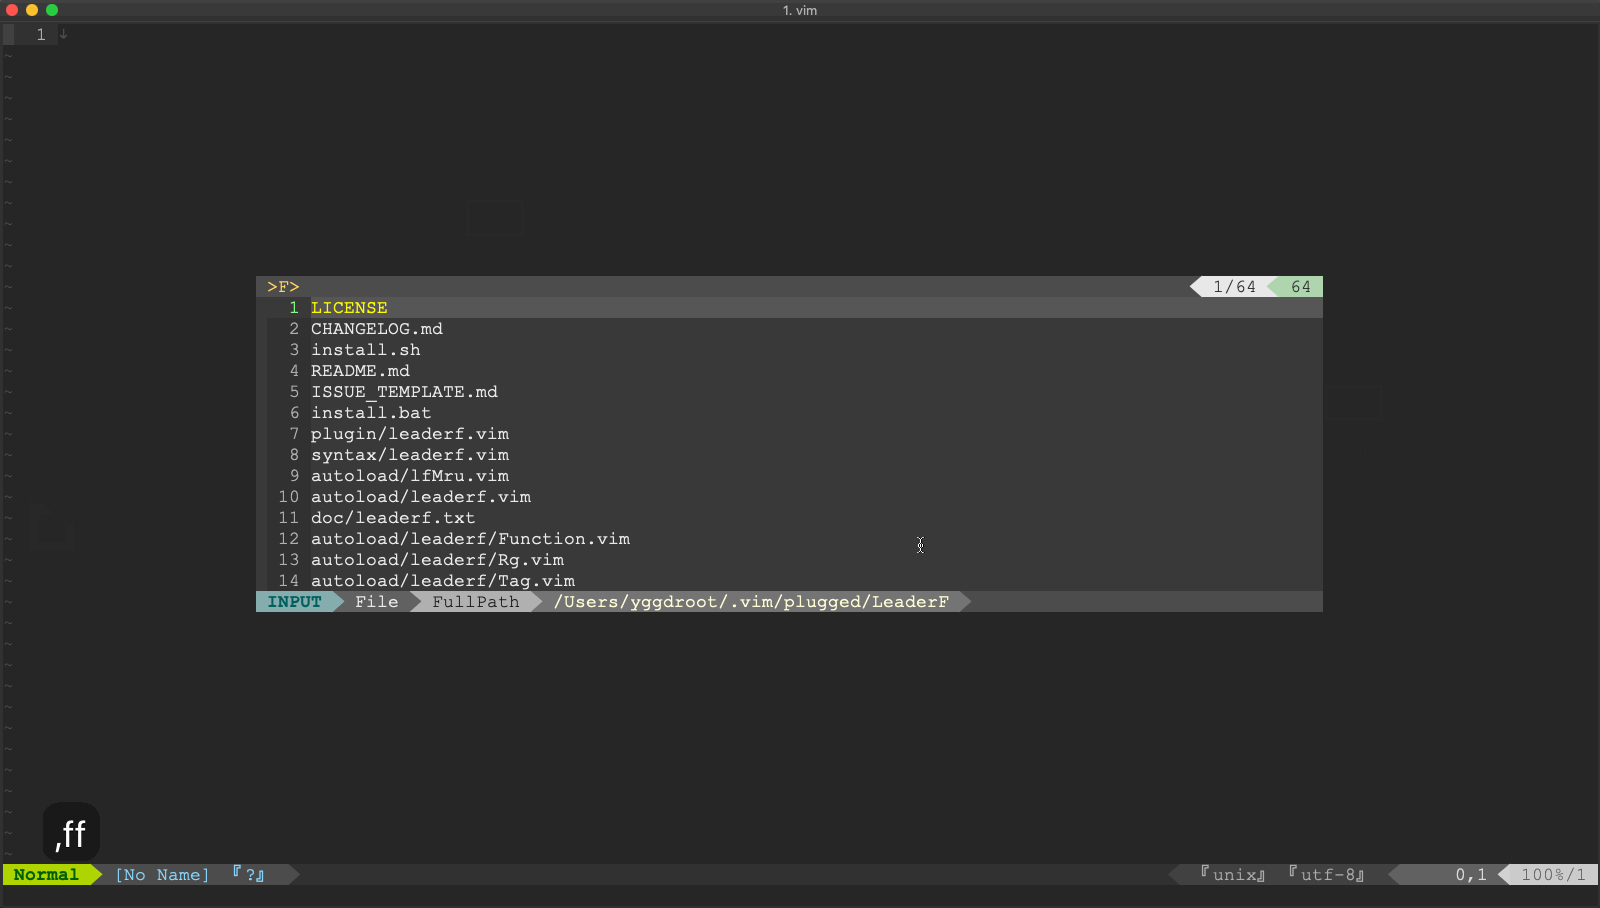 1. vim
1 ↓
~
~
~
~
~
~
~
~
~
~
~
>F> 1/64 64
~ 1 LICENSE
~ 2 CHANGELOG.md
~ 3 install.sh
~ 4 README.md
~ 5 ISSUE_TEMPLATE.md
~ 6 install.bat
~ 7 plugin/leaderf.vim
~ 8 syntax/leaderf.vim
~ 9 autoload/lfMru.vim
~ 10 autoload/leaderf.vim
~ 11 doc/leaderf.txt
~ 12 autoload/leaderf/Function.vim
~ 13 autoload/leaderf/Rg.vim
~ 14 autoload/leaderf/Tag.vim
~ INPUT File FullPath /Users/yggdroot/.vim/plugged/LeaderF
~
~
~
~
~
~
~
~
~
~
~
~
,ff
Normal [No Name] 『?』 『unix』 『utf-8』 0,1 100%/1